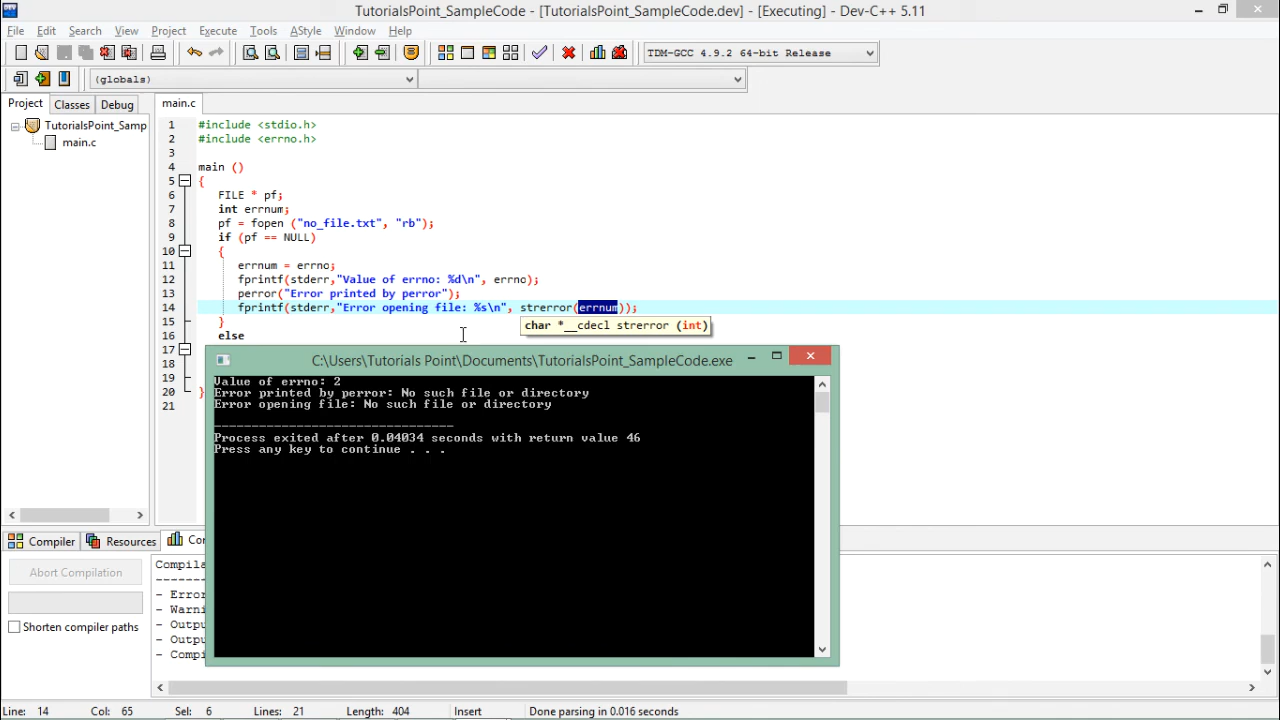 TutorialsPoint_SampleCode - [TutorialsPoint_SampleCode.dev] - [Executing] - Dev-C++ 5.11
File Edit Search View Project Execute Tools AStyle Window Help
TDM-GCC 4.9.2 64-bit Release
(globals)
Project Classes Debug
main.c
TutorialsPoint_Samp
main.c
1 #include <stdio.h>
2 #include <errno.h>
3
4 main ()
5 {
6 FILE * pf;
7 int errnum;
8 pf = fopen ("no_file.txt", "rb");
9 if (pf == NULL)
10 {
11 errnum = errno;
12 fprintf(stderr,"Value of errno: %d\n", errno);
13 perror("Error printed by perror");
14 fprintf(stderr,"Error opening file: %s\n", strerror(errnum));
char *__cdecl strerror (int)
15 }
16 else
17
18
19
20 }
21
C:\Users\Tutorials Point\Documents\TutorialsPoint_SampleCode.exe
Value of errno: 2
Error printed by perror: No such file or directory
Error opening file: No such file or directory
--------------------------------
Process exited after 0.04034 seconds with return value 46
Press any key to continue . . .
Compiler Resources Co
Abort Compilation
Shorten compiler paths
Compila
-------
- Error
- Warni
- Outpu
- Outpu
- Compi
Line: 14 Col: 65 Sel: 6 Lines: 21 Length: 404 Insert Done parsing in 0.016 seconds